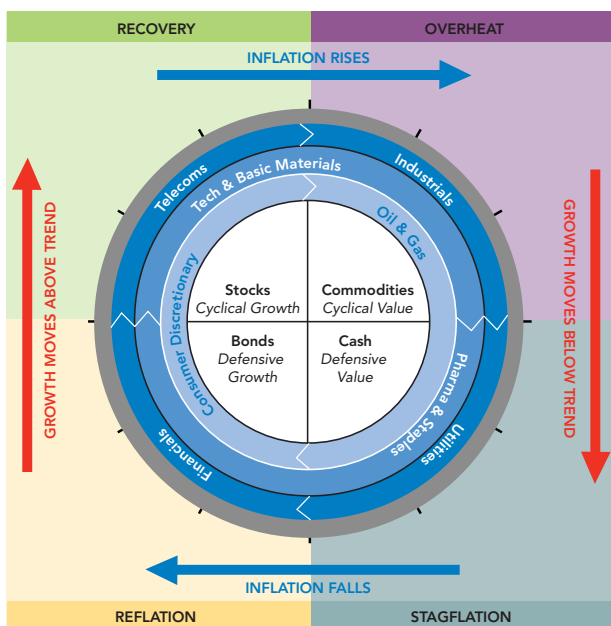 RECOVERY
OVERHEAT
INFLATION RISES
Telecoms
Tech & Basic Materials
Industrials
Oil & Gas
GROWTH MOVES ABOVE TREND
GROWTH MOVES BELOW TREND
Consumer Discretionary
Stocks
Cyclical Growth
Commodities
Cyclical Value
Bonds
Defensive
Growth
Cash
Defensive
Value
Pharma & Staples
Utilities
Financials
INFLATION FALLS
REFLATION
STAGFLATION